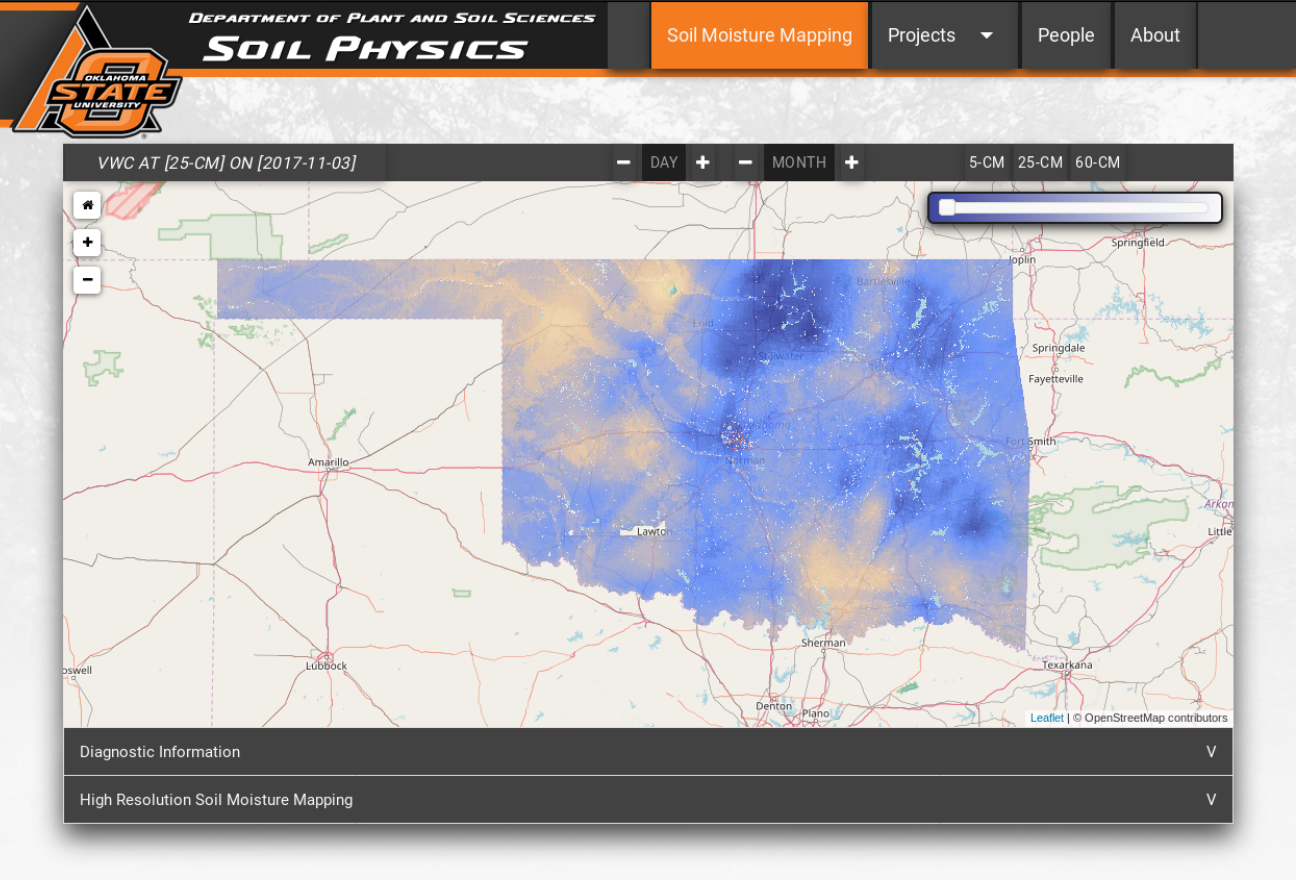 DEPARTMENT OF PLANT AND SOIL SCIENCES
SOIL PHYSICS
Soil Moisture Mapping
Projects
People
About
OKLAHOMA
STATE
UNIVERSITY
®
VWC AT [25-CM] ON [2017-11-03]
− DAY +
− MONTH +
5-CM 25-CM 60-CM
+
−
Springfield
Joplin
Bartlesville
Enid
Springdale
Stillwater
Tulsa
Fayetteville
Norman
Fort Smith
Amarillo
Arkan
Lawton
Little
Sherman
Lubbock
oswell
Texarkana
Denton
Plano
Leaflet | © OpenStreetMap contributors
Diagnostic Information V
High Resolution Soil Moisture Mapping V